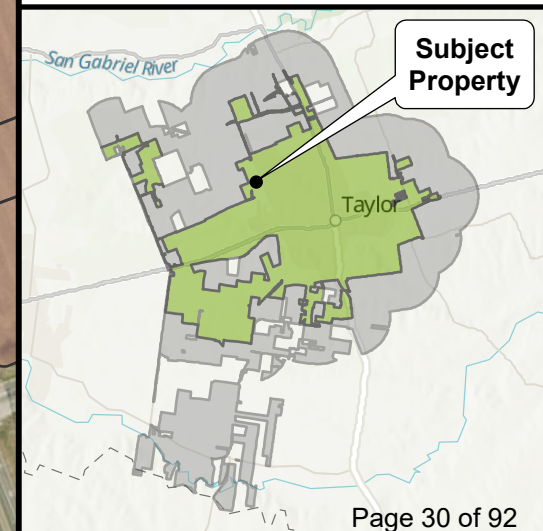 San Gabriel River
Subject
Property
Taylor
Page 30 of 92